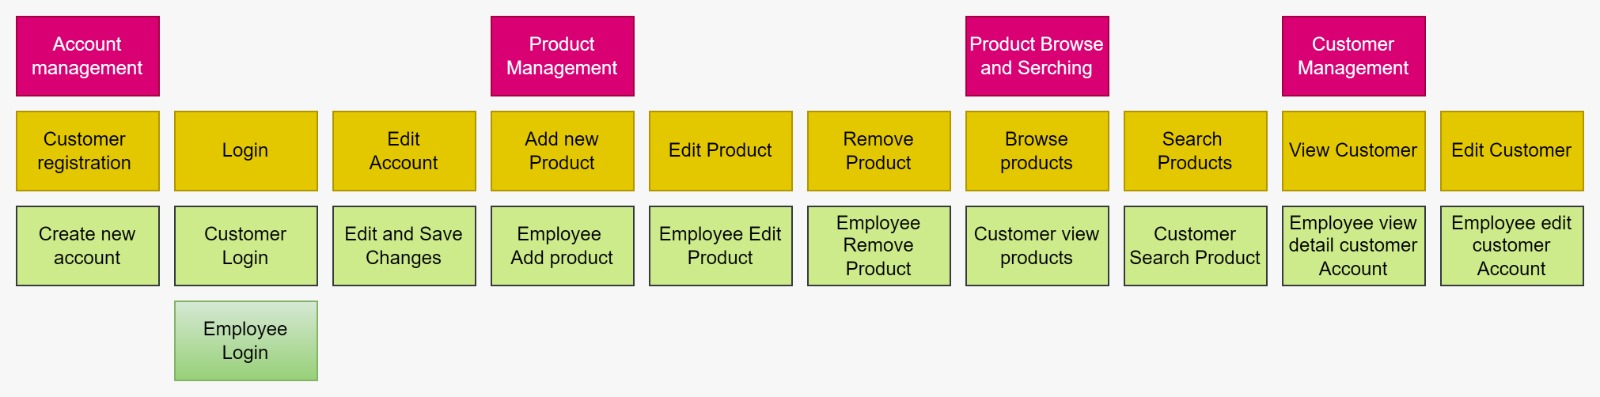 Account
management
Product
Management
Product Browse
and Serching
Customer
Management
Customer
registration
Login
Edit
Account
Add new
Product
Edit Product
Remove
Product
Browse
products
Search
Products
View Customer
Edit Customer
Create new
account
Customer
Login
Edit and Save
Changes
Employee
Add product
Employee Edit
Product
Employee
Remove
Product
Customer view
products
Customer
Search Product
Employee view
detail customer
Account
Employee edit
customer
Account
Employee
Login